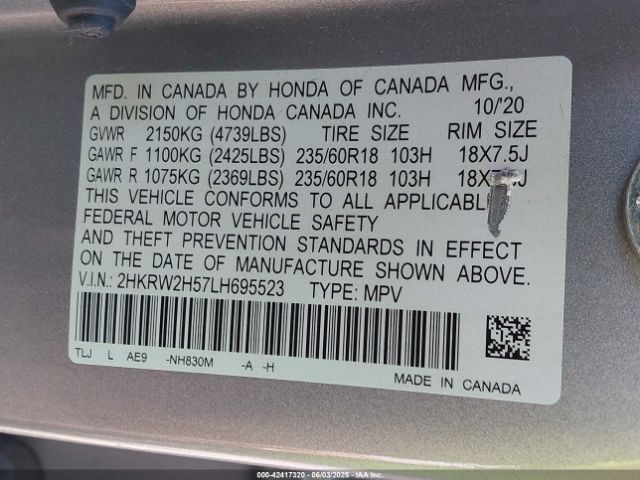 MFD. IN CANADA BY HONDA OF CANADA MFG.,
A DIVISION OF HONDA CANADA INC. 10/'20
GVWR 2150KG (4739LBS) TIRE SIZE RIM SIZE
GAWR F 1100KG (2425LBS) 235/60R18 103H 18X7.5J
GAWR R 1075KG (2369LBS) 235/60R18 103H
THIS VEHICLE CONFORMS TO ALL
FEDERAL MOTOR VEHICLE SAFETY
AND THEFT PREVENTION STANDARDS IN EFFECT
ON THE DATE OF MANUFACTURE SHOWN ABOVE.
V.I.N.: 2HKRW2H57LH695523 TYPE: MPV
TLJ L AE9 -NH830M -A -H
MADE IN CANADA
000-42417320 - 06/03/2025 - IAAI.COM